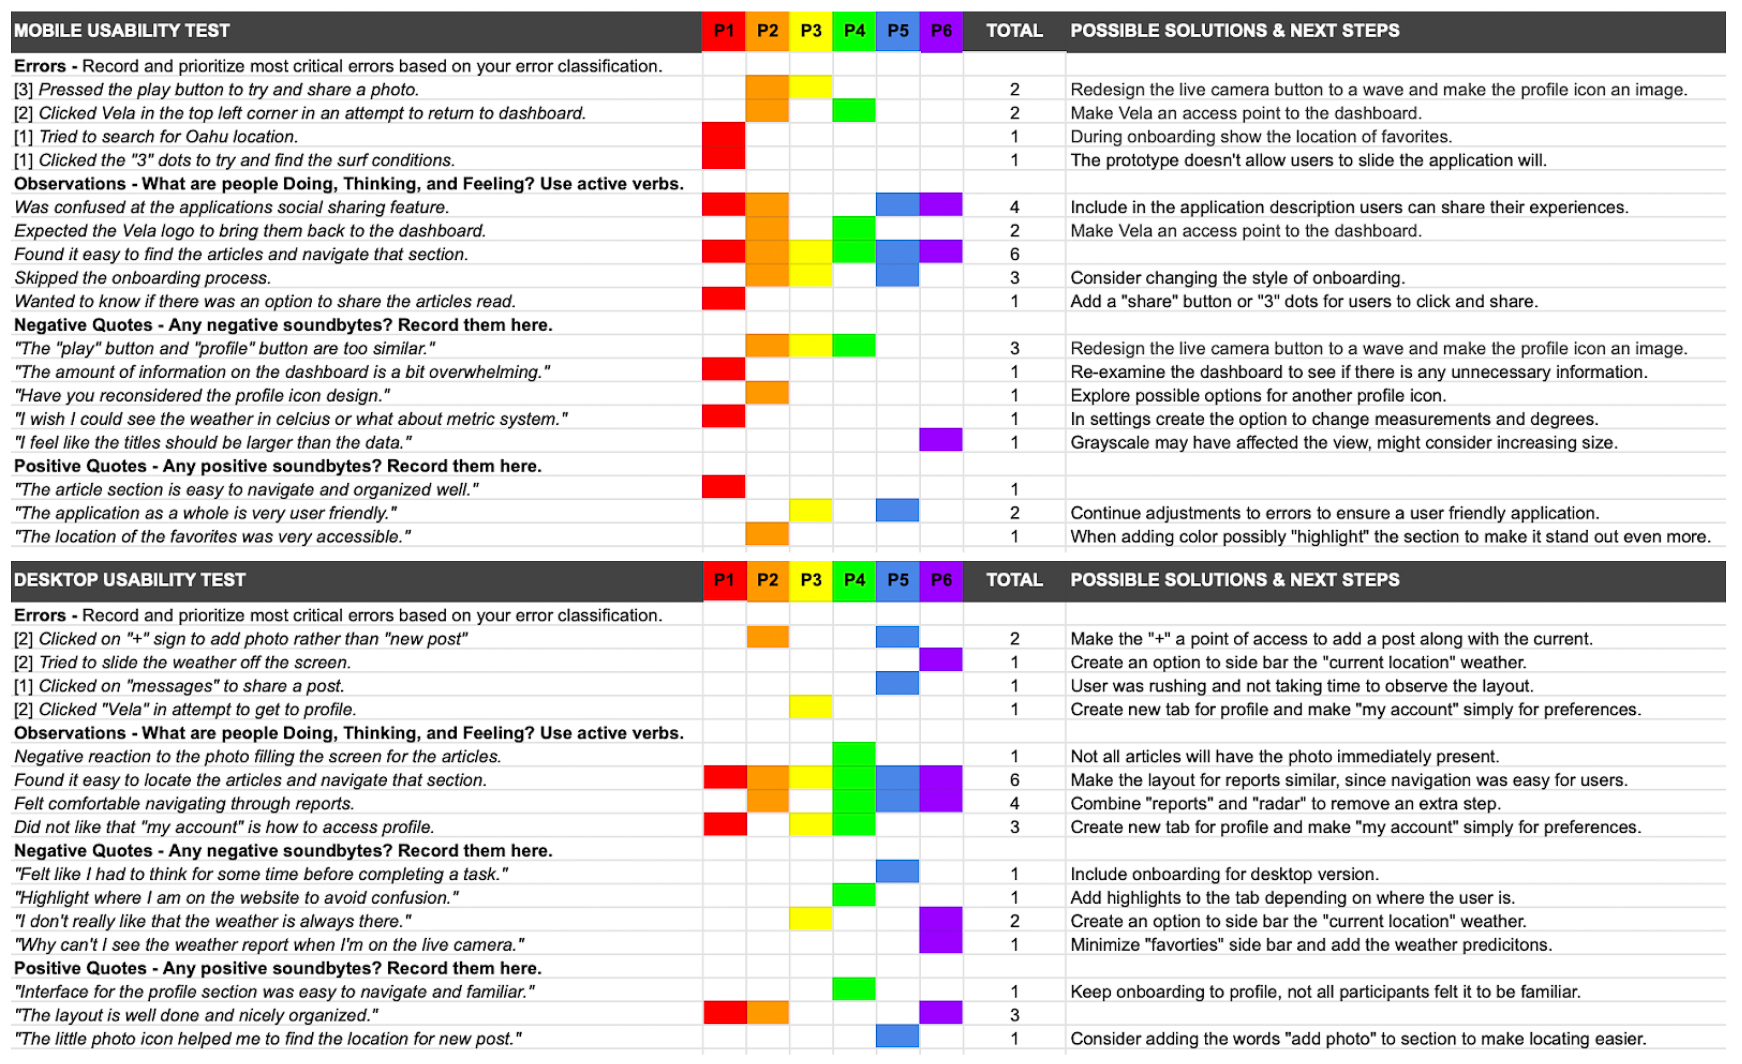 MOBILE USABILITY TEST P1 P2 P3 P4 P5 P6 TOTAL POSSIBLE SOLUTIONS & NEXT STEPS
Errors - Record and prioritize most critical errors based on your error classification.
[3] Pressed the play button to try and share a photo. 2 Redesign the live camera button to a wave and make the profile icon an image.
[2] Clicked Vela in the top left corner in an attempt to return to dashboard. 2 Make Vela an access point to the dashboard.
[1] Tried to search for Oahu location. 1 During onboarding show the location of favorites.
[1] Clicked the "3" dots to try and find the surf conditions. 1 The prototype doesn't allow users to slide the application will.
Observations - What are people Doing, Thinking, and Feeling? Use active verbs.
Was confused at the applications social sharing feature. 4 Include in the application description users can share their experiences.
Expected the Vela logo to bring them back to the dashboard. 2 Make Vela an access point to the dashboard.
Found it easy to find the articles and navigate that section. 6
Skipped the onboarding process. 3 Consider changing the style of onboarding.
Wanted to know if there was an option to share the articles read. 1 Add a "share" button or "3" dots for users to click and share.
Negative Quotes - Any negative soundbytes? Record them here.
"The "play" button and "profile" button are too similar." 3 Redesign the live camera button to a wave and make the profile icon an image.
"The amount of information on the dashboard is a bit overwhelming." 1 Re-examine the dashboard to see if there is any unnecessary information.
"Have you reconsidered the profile icon design." 1 Explore possible options for another profile icon.
"I wish I could see the weather in celcius or what about metric system." 1 In settings create the option to change measurements and degrees.
"I feel like the titles should be larger than the data." 1 Grayscale may have affected the view, might consider increasing size.
Positive Quotes - Any positive soundbytes? Record them here.
"The article section is easy to navigate and organized well." 1
"The application as a whole is very user friendly." 2 Continue adjustments to errors to ensure a user friendly application.
"The location of the favorites was very accessible." 1 When adding color possibly "highlight" the section to make it stand out even more.
DESKTOP USABILITY TEST P1 P2 P3 P4 P5 P6 TOTAL POSSIBLE SOLUTIONS & NEXT STEPS
Errors - Record and prioritize most critical errors based on your error classification.
[2] Clicked on "+" sign to add photo rather than "new post" 2 Make the "+" a point of access to add a post along with the current.
[2] Tried to slide the weather off the screen. 1 Create an option to side bar the "current location" weather.
[1] Clicked on "messages" to share a post. 1 User was rushing and not taking time to observe the layout.
[2] Clicked "Vela" in attempt to get to profile. 1 Create new tab for profile and make "my account" simply for preferences.
Observations - What are people Doing, Thinking, and Feeling? Use active verbs.
Negative reaction to the photo filling the screen for the articles. 1 Not all articles will have the photo immediately present.
Found it easy to locate the articles and navigate that section. 6 Make the layout for reports similar, since navigation was easy for users.
Felt comfortable navigating through reports. 4 Combine "reports" and "radar" to remove an extra step.
Did not like that "my account" is how to access profile. 3 Create new tab for profile and make "my account" simply for preferences.
Negative Quotes - Any negative soundbytes? Record them here.
"Felt like I had to think for some time before completing a task." 1 Include onboarding for desktop version.
"Highlight where I am on the website to avoid confusion." 1 Add highlights to the tab depending on where the user is.
"I don't really like that the weather is always there." 2 Create an option to side bar the "current location" weather.
"Why can't I see the weather report when I'm on the live camera." 1 Minimize "favorties" side bar and add the weather predicitons.
Positive Quotes - Any positive soundbytes? Record them here.
"Interface for the profile section was easy to navigate and familiar." 1 Keep onboarding to profile, not all participants felt it to be familiar.
"The layout is well done and nicely organized." 3
"The little photo icon helped me to find the location for new post." 1 Consider adding the words "add photo" to section to make locating easier.